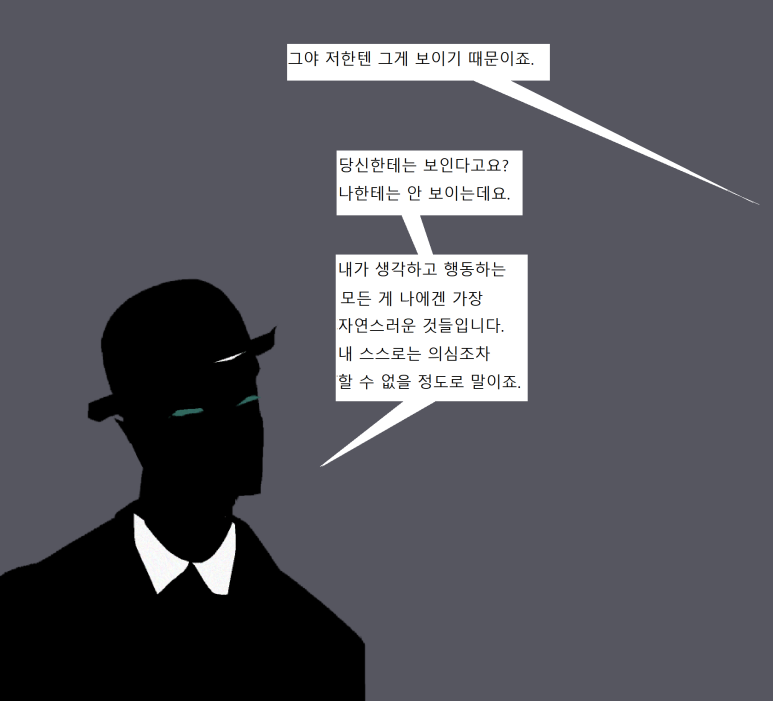 그야 저한텐 그게 보이기 때문이죠.
당신한테는 보인다고요?
나한테는 안 보이는데요.
내가 생각하고 행동하는
모든 게 나에겐 가장
자연스러운 것들입니다.
내 스스로는 의심조차
할 수 없을 정도로 말이죠.